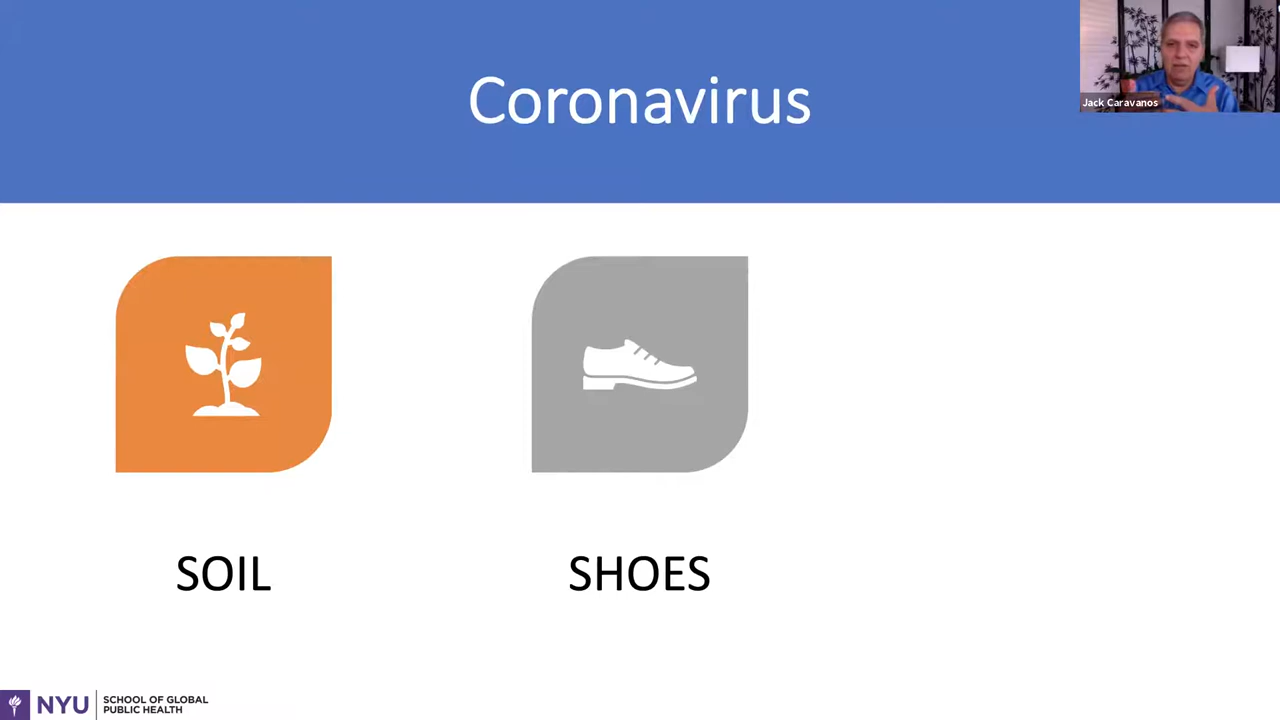 Coronavirus
Jack Caravanos
SOIL
SHOES
NYU
SCHOOL OF GLOBAL
PUBLIC HEALTH